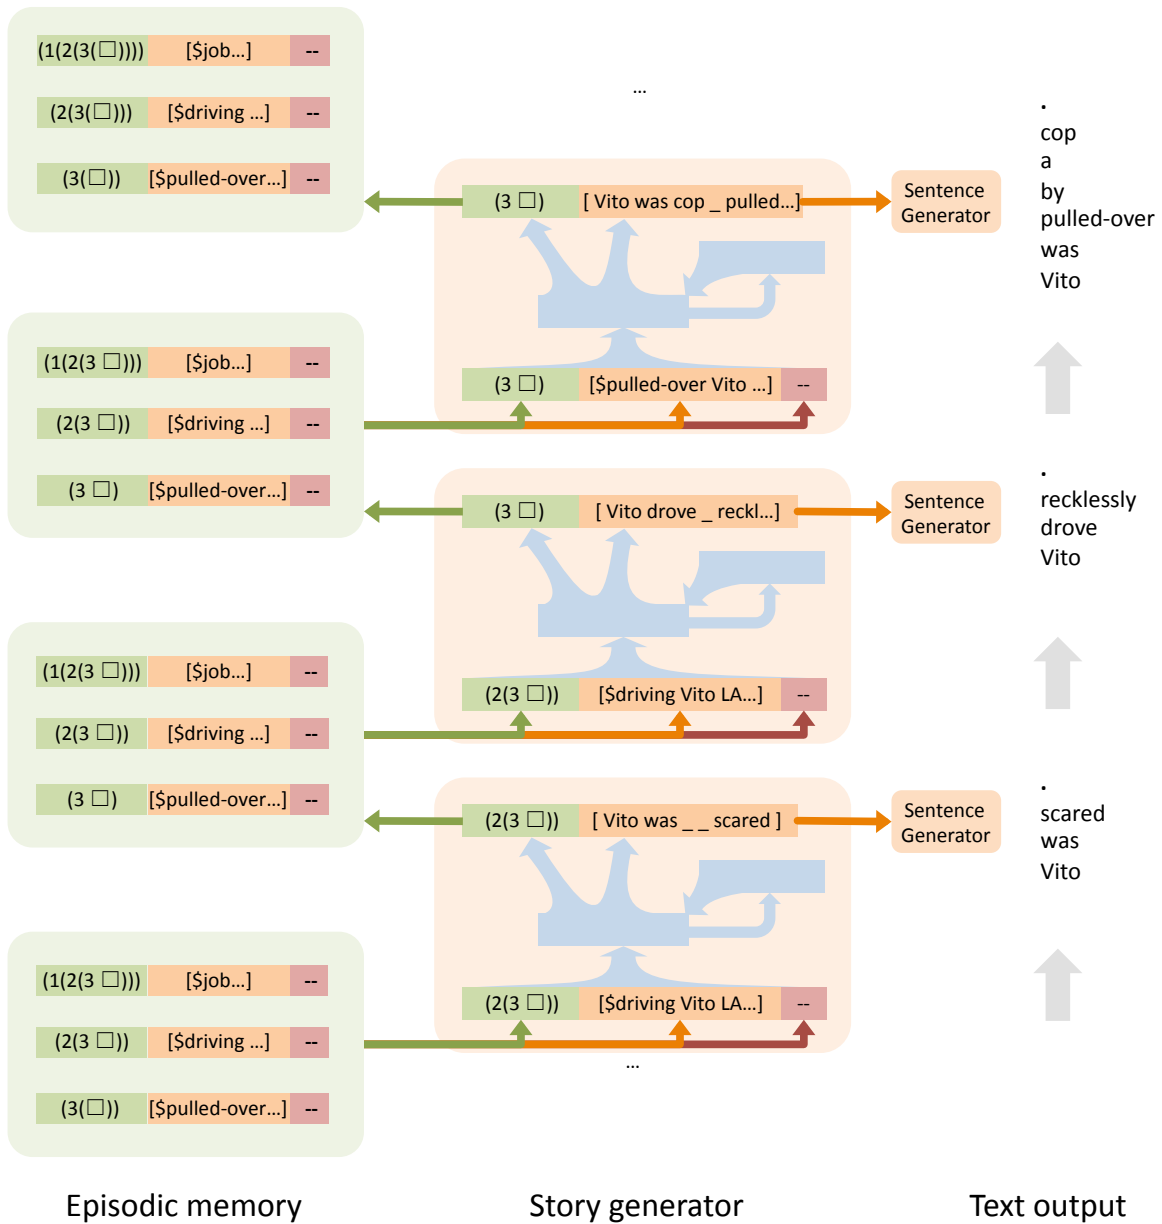 (1(2(3(□)))) [$job...] --
(2(3(□))) [$driving ...] --
(3(□)) [$pulled-over...] --
(1(2(3 □))) [$job...] --
(2(3 □)) [$driving ...] --
(3 □) [$pulled-over...] --
(1(2(3 □))) [$job...] --
(2(3 □)) [$driving ...] --
(3 □) [$pulled-over...] --
(1(2(3 □))) [$job...] --
(2(3 □)) [$driving ...] --
(3(□)) [$pulled-over...] --
Episodic memory
...
(3 □) [ Vito was cop _ pulled...]
(3 □) [$pulled-over Vito ...] --
(3 □) [ Vito drove _ reckl...]
(2(3 □)) [$driving Vito LA...] --
(2(3 □)) [ Vito was _ _ scared ]
(2(3 □)) [$driving Vito LA...] --
...
Story generator
Sentence
Generator
Sentence
Generator
Sentence
Generator
.
cop
a
by
pulled-over
was
Vito
.
recklessly
drove
Vito
.
scared
was
Vito
Text output